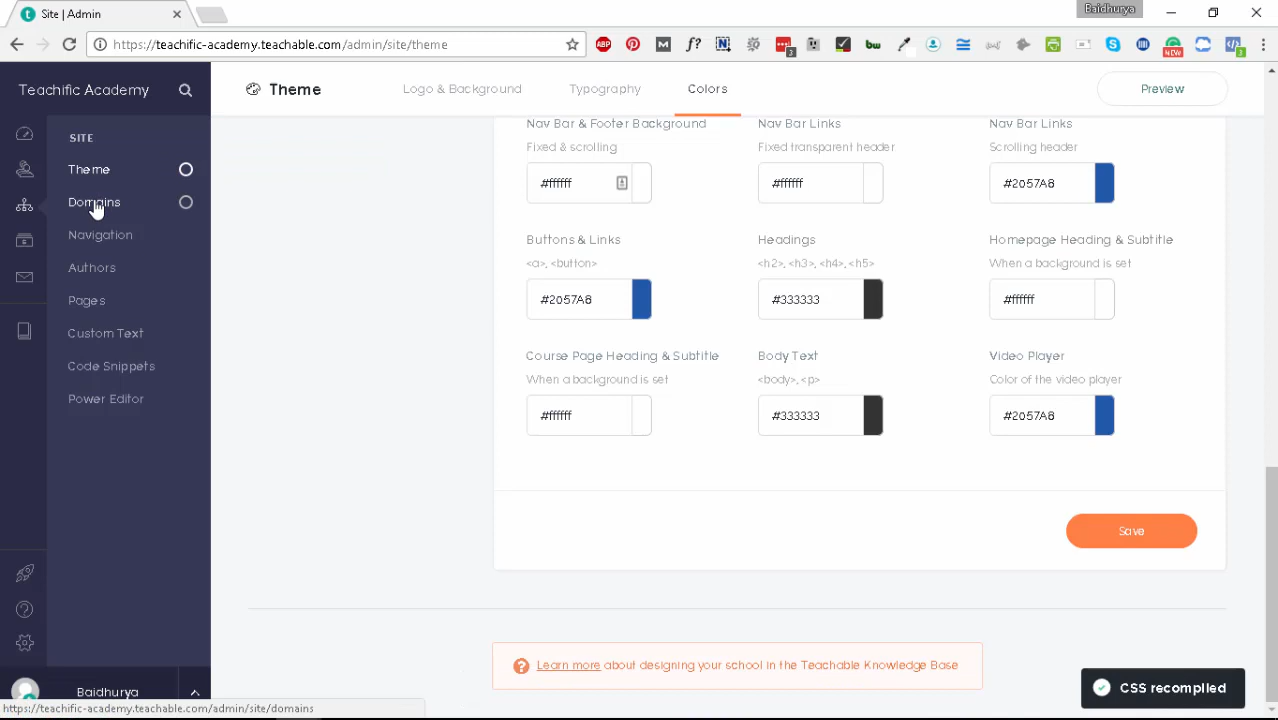 Site | Admin
Baidhurya
https://teachific-academy.teachable.com/admin/site/theme
Teachific Academy
Theme
Logo & Background
Typography
Colors
Preview
SITE
Theme
Domains
Navigation
Authors
Pages
Custom Text
Code Snippets
Power Editor
Nav Bar & Footer Background
Fixed & scrolling
#ffffff
Nav Bar Links
Fixed transparent header
#ffffff
Nav Bar Links
Scrolling header
#2057A8
Buttons & Links
<a>, <button>
#2057A8
Headings
<h2>, <h3>, <h4>, <h5>
#333333
Homepage Heading & Subtitle
When a background is set
#ffffff
Course Page Heading & Subtitle
When a background is set
#ffffff
Body Text
<body>, <p>
#333333
Video Player
Color of the video player
#2057A8
Save
Learn more about designing your school in the Teachable Knowledge Base
CSS recompiled
Baidhurya
https://teachific-academy.teachable.com/admin/site/domains